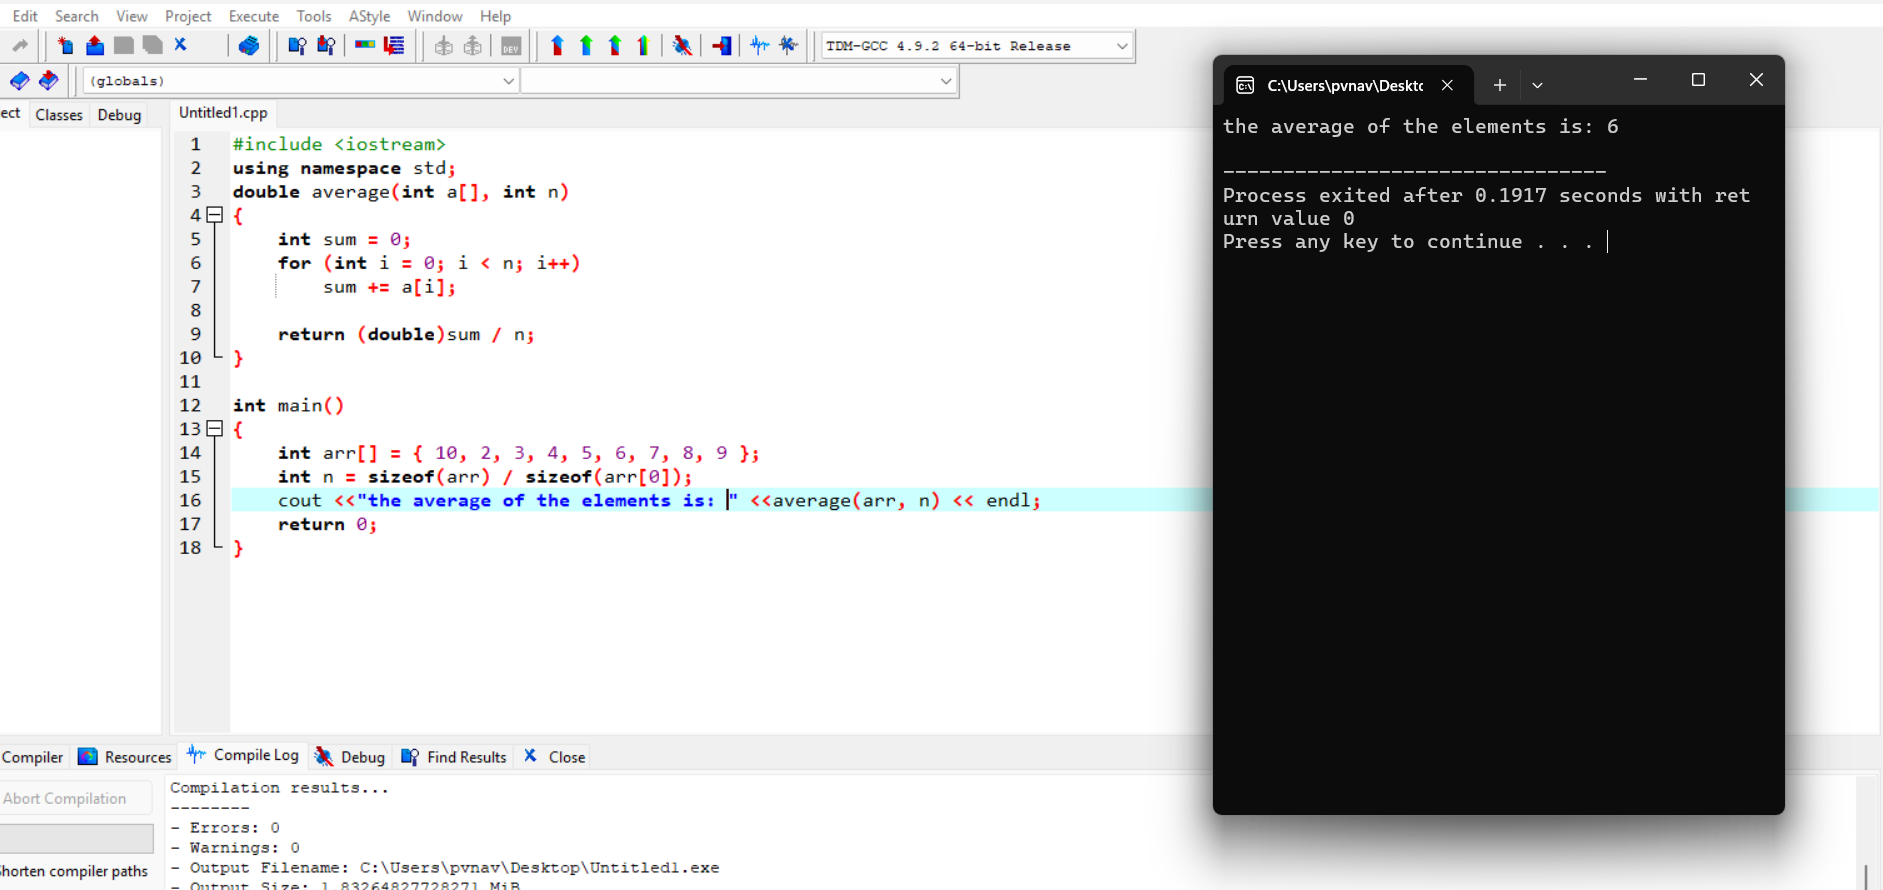 Edit Search View Project Execute Tools AStyle Window Help
DEV
TDM-GCC 4.9.2 64-bit Release
(globals)
ect Classes Debug
Untitled1.cpp
1 #include <iostream>
2 using namespace std;
3 double average(int a[], int n)
4 {
5 int sum = 0;
6 for (int i = 0; i < n; i++)
7 sum += a[i];
8
9 return (double)sum / n;
10 }
11
12 int main()
13 {
14 int arr[] = { 10, 2, 3, 4, 5, 6, 7, 8, 9 };
15 int n = sizeof(arr) / sizeof(arr[0]);
16 cout <<"the average of the elements is: " <<average(arr, n) << endl;
17 return 0;
18 }
C:\Users\pvnav\Deskto
the average of the elements is: 6
--------------------------------
Process exited after 0.1917 seconds with ret
urn value 0
Press any key to continue . . .
Compiler Resources Compile Log Debug Find Results Close
Abort Compilation
Shorten compiler paths
Compilation results...
--------
- Errors: 0
- Warnings: 0
- Output Filename: C:\Users\pvnav\Desktop\Untitled1.exe
- Output Size: 1.83264827728271 MiB